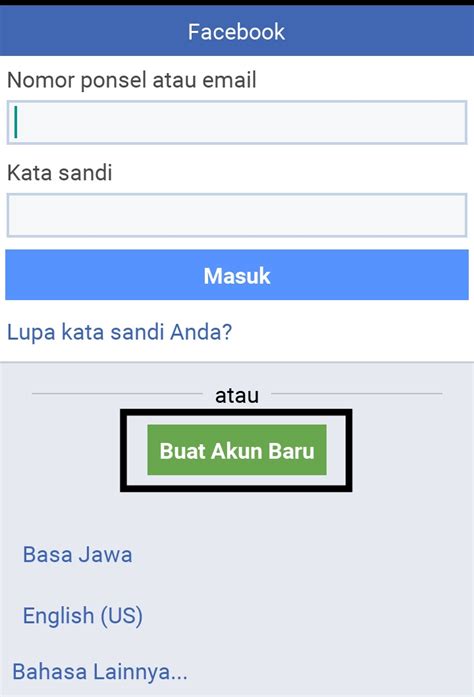 Facebook
Nomor ponsel atau email
Kata sandi
Masuk
Lupa kata sandi Anda?
atau
Buat Akun Baru
Basa Jawa
English (US)
Bahasa Lainnya...